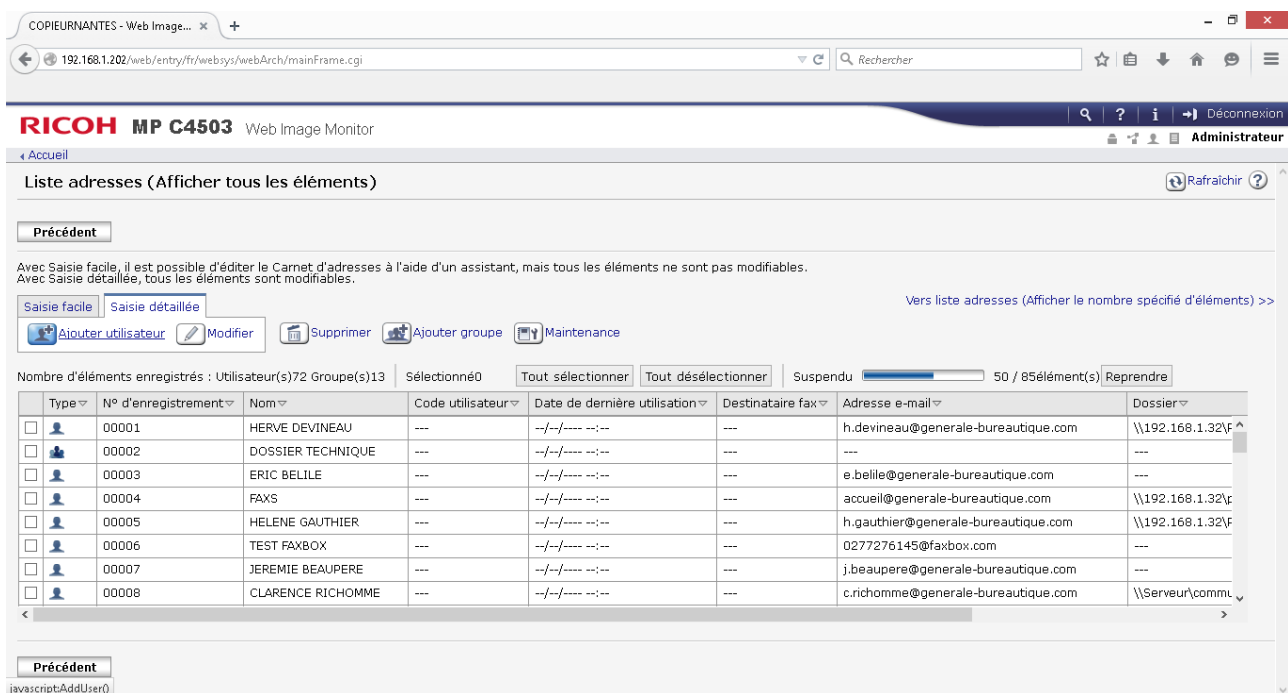 COPIEURNANTES - Web Image... × +
192.168.1.202/web/entry/fr/websys/webArch/mainFrame.cgi Rechercher
RICOH MP C4503 Web Image Monitor
? i Déconnexion
Administrateur
Accueil
Liste adresses (Afficher tous les éléments) Rafraîchir ?
Précédent
Avec Saisie facile, il est possible d'éditer le Carnet d'adresses à l'aide d'un assistant, mais tous les éléments ne sont pas modifiables.
Avec Saisie détaillée, tous les éléments sont modifiables.
Saisie facile Saisie détaillée Vers liste adresses (Afficher le nombre spécifié d'éléments) >>
Ajouter utilisateur Modifier Supprimer Ajouter groupe Maintenance
Nombre d'éléments enregistrés : Utilisateur(s)72 Groupe(s)13 Sélectionné0 Tout sélectionner Tout désélectionner Suspendu 50 / 85élément(s) Reprendre
Type N° d'enregistrement Nom Code utilisateur Date de dernière utilisation Destinataire fax Adresse e-mail Dossier
00001 HERVE DEVINEAU --- --/--/---- --:-- --- h.devineau@generale-bureautique.com \\192.168.1.32\
00002 DOSSIER TECHNIQUE --- --/--/---- --:-- --- --- ---
00003 ERIC BELILE --- --/--/---- --:-- --- e.belile@generale-bureautique.com ---
00004 FAXS --- --/--/---- --:-- --- accueil@generale-bureautique.com \\192.168.1.32\p
00005 HELENE GAUTHIER --- --/--/---- --:-- --- h.gauthier@generale-bureautique.com \\192.168.1.32\
00006 TEST FAXBOX --- --/--/---- --:-- --- 0277276145@faxbox.com ---
00007 JEREMIE BEAUPERE --- --/--/---- --:-- --- j.beaupere@generale-bureautique.com ---
00008 CLARENCE RICHOMME --- --/--/---- --:-- --- c.richomme@generale-bureautique.com \\Serveur\commu
Précédent
javascript:AddUser()